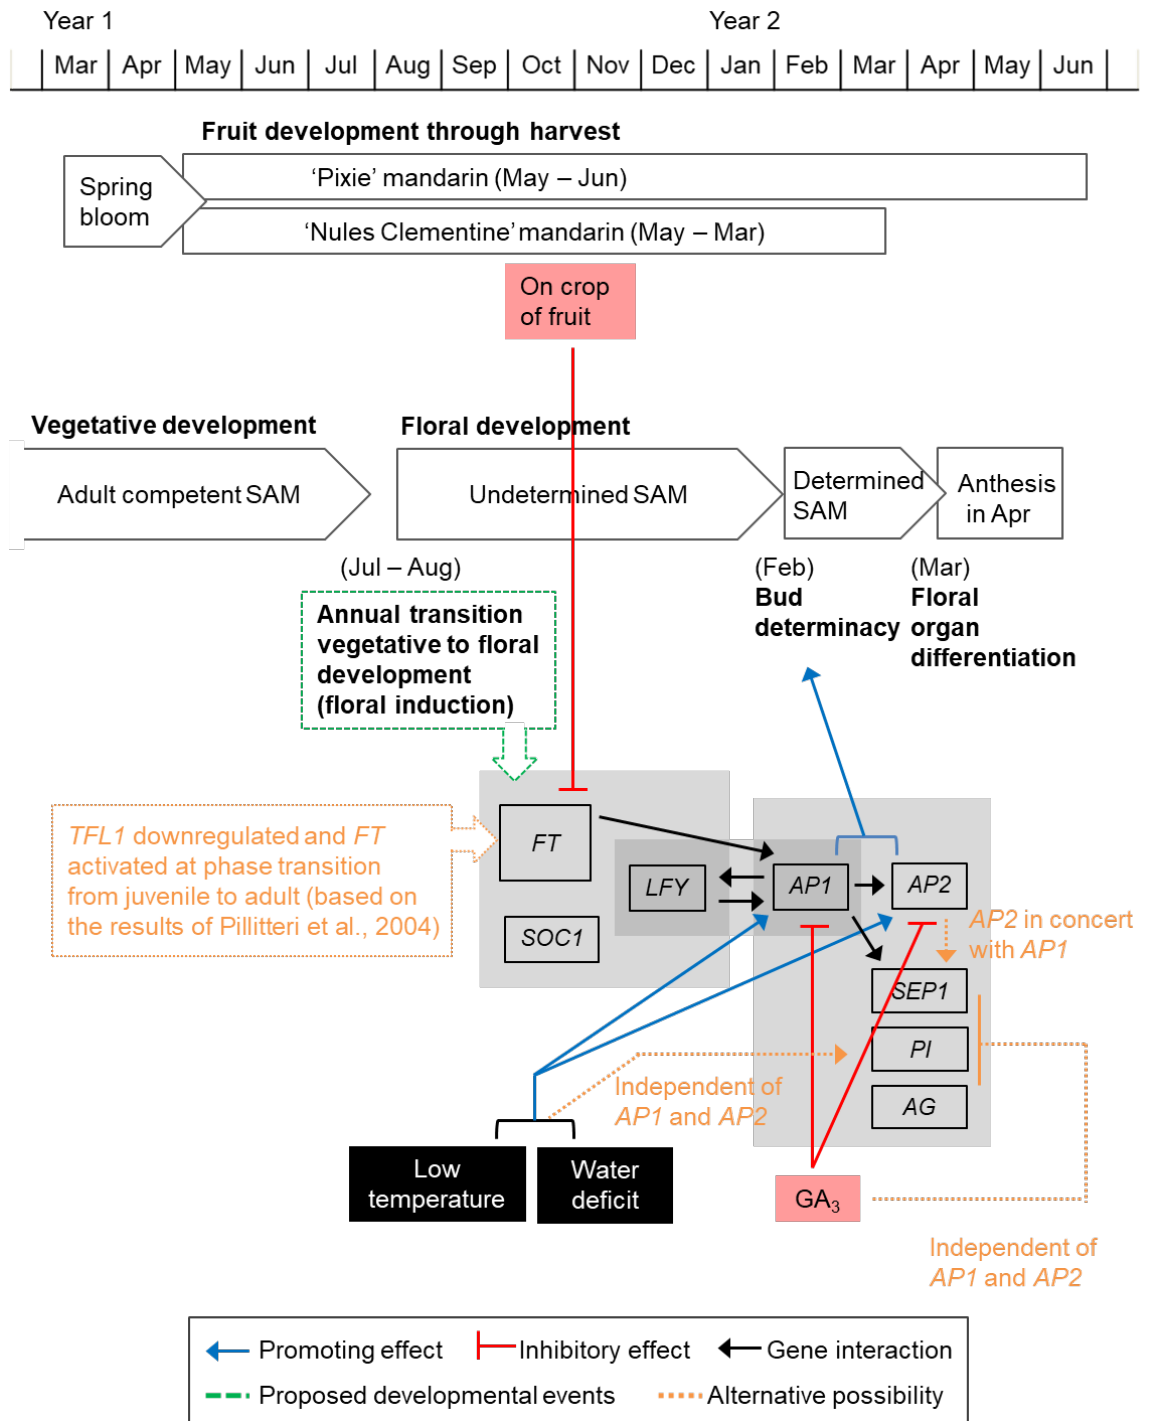 Year 1
Year 2
Mar Apr May Jun Jul Aug Sep Oct Nov Dec Jan Feb Mar Apr May Jun
Fruit development through harvest
Spring
bloom
‘Pixie’ mandarin (May – Jun)
‘Nules Clementine’ mandarin (May – Mar)
On crop
of fruit
Vegetative development
Floral development
Adult competent SAM
Undetermined SAM
Determined
SAM
Anthesis
in Apr
(Jul – Aug)
Annual transition
vegetative to floral
development
(floral induction)
(Feb)
Bud
determinacy
(Mar)
Floral
organ
differentiation
TFL1 downregulated and FT
activated at phase transition
from juvenile to adult (based on
the results of Pillitteri et al., 2004)
FT
SOC1
LFY
AP1
AP2
AP2 in concert
with AP1
SEP1
PI
AG
Independent of
AP1 and AP2
Low
temperature
Water
deficit
GA3
Independent of
AP1 and AP2
Promoting effect
Inhibitory effect
Gene interaction
Proposed developmental events
Alternative possibility